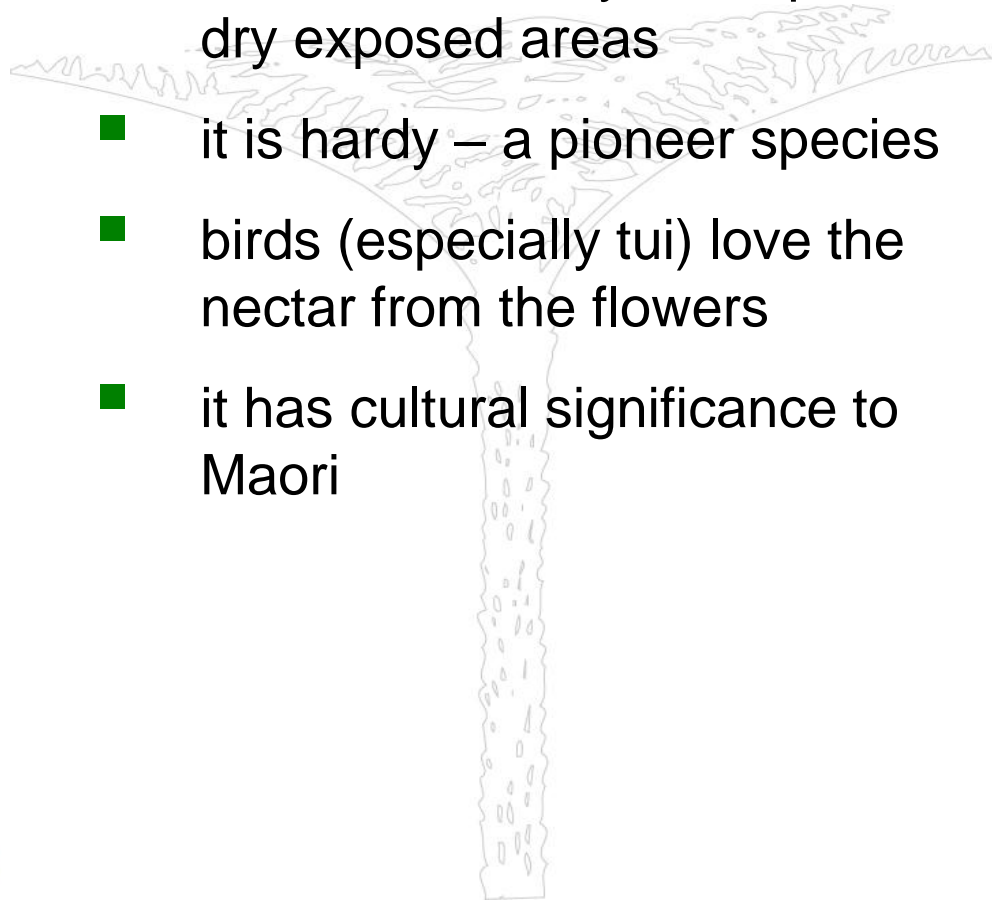 dry exposed areas
it is hardy – a pioneer species
birds (especially tui) love the
nectar from the flowers
it has cultural significance to
Maori